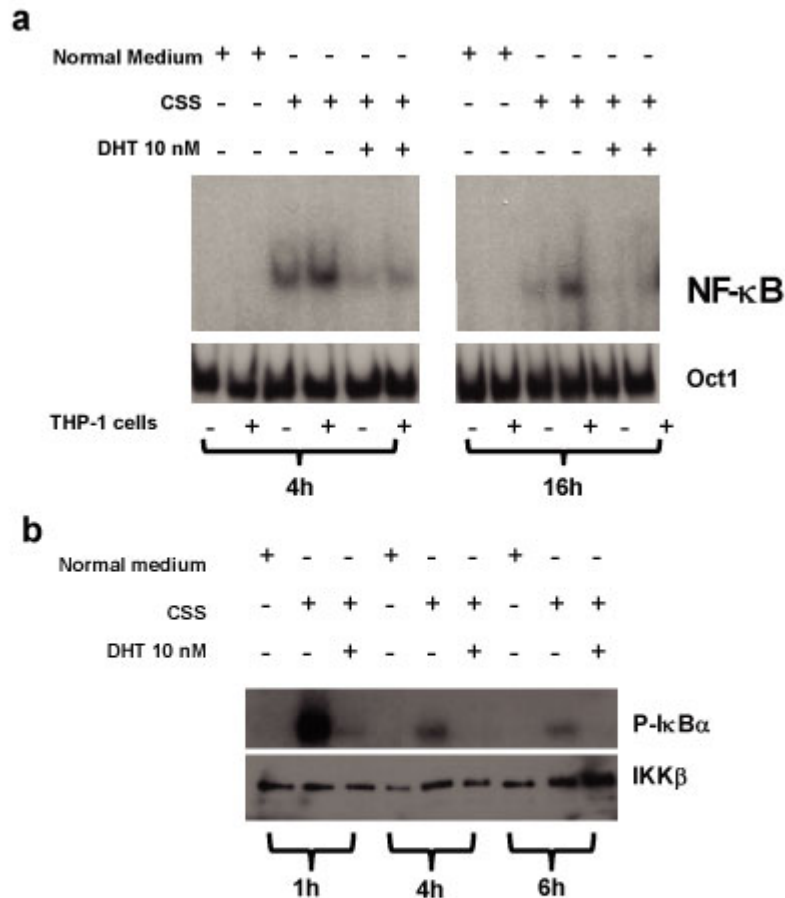 a
Normal Medium + + - - - - + + - - - -
CSS - - + + + + - - + + + +
DHT 10 nM - - - - + + - - - - + +
NF-κB
Oct1
THP-1 cells - + - + - + - + - + - +
4h 16h
b
Normal medium + - - + - - + - -
CSS - + + - + + - + +
DHT 10 nM - - + - - + - - +
P-IκBα
IKKβ
1h 4h 6h